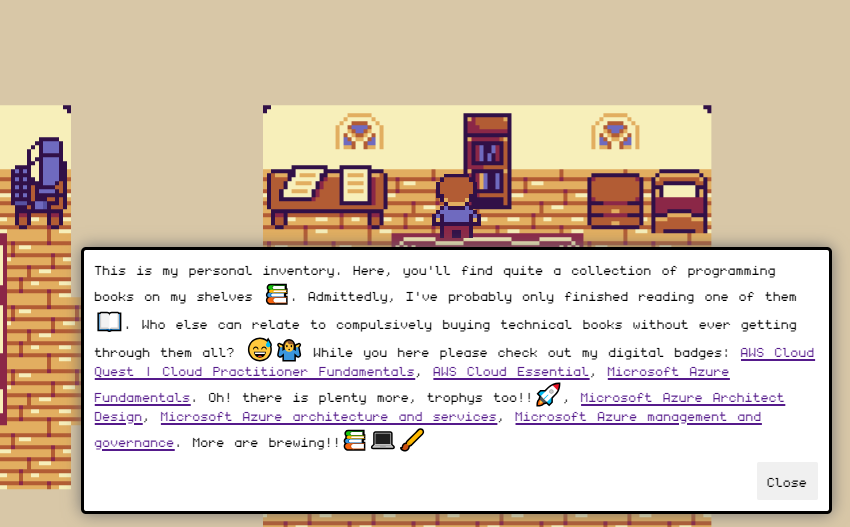 This is my personal inventory. Here, you'll find quite a collection of programming
books on my shelves 📚. Admittedly, I've probably only finished reading one of them
📖. Who else can relate to compulsively buying technical books without ever getting
through them all? 😅🤷‍♂️ While you here please check out my digital badges: AWS Cloud
Quest | Cloud Practitioner Fundamentals, AWS Cloud Essential, Microsoft Azure
Fundamentals. Oh! there is plenty more, trophys too!!🚀, Microsoft Azure Architect
Design, Microsoft Azure architecture and services, Microsoft Azure management and
governance. More are brewing!!📚💻🖌️
Close